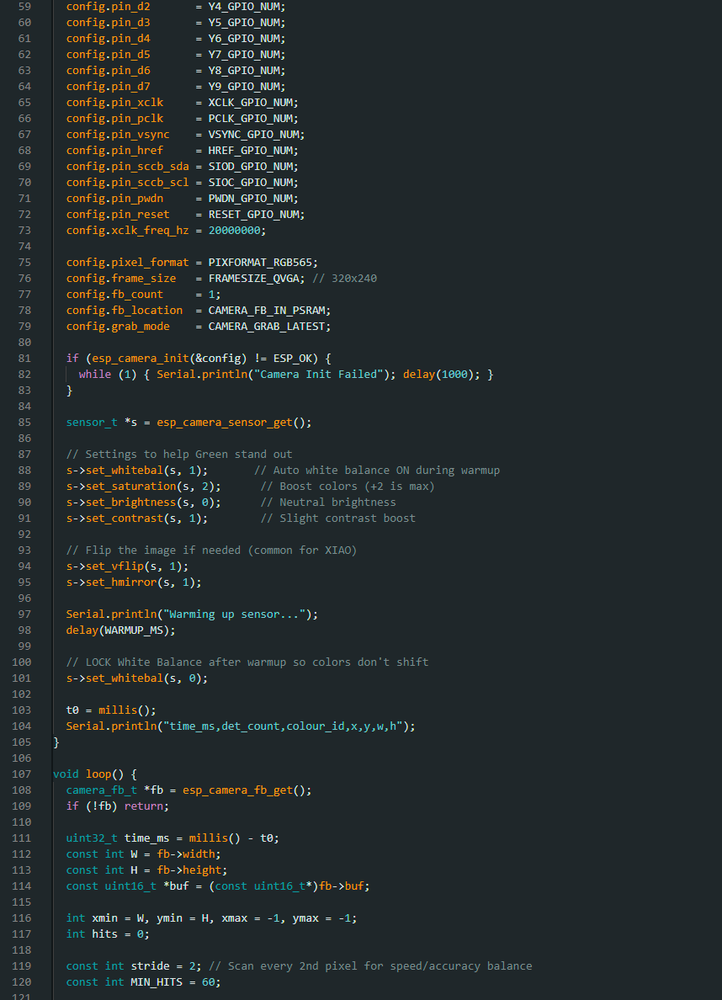 59 config.pin_d2 = Y4_GPIO_NUM;
60 config.pin_d3 = Y5_GPIO_NUM;
61 config.pin_d4 = Y6_GPIO_NUM;
62 config.pin_d5 = Y7_GPIO_NUM;
63 config.pin_d6 = Y8_GPIO_NUM;
64 config.pin_d7 = Y9_GPIO_NUM;
65 config.pin_xclk = XCLK_GPIO_NUM;
66 config.pin_pclk = PCLK_GPIO_NUM;
67 config.pin_vsync = VSYNC_GPIO_NUM;
68 config.pin_href = HREF_GPIO_NUM;
69 config.pin_sccb_sda = SIOD_GPIO_NUM;
70 config.pin_sccb_scl = SIOC_GPIO_NUM;
71 config.pin_pwdn = PWDN_GPIO_NUM;
72 config.pin_reset = RESET_GPIO_NUM;
73 config.xclk_freq_hz = 20000000;
74
75 config.pixel_format = PIXFORMAT_RGB565;
76 config.frame_size = FRAMESIZE_QVGA; // 320x240
77 config.fb_count = 1;
78 config.fb_location = CAMERA_FB_IN_PSRAM;
79 config.grab_mode = CAMERA_GRAB_LATEST;
80
81 if (esp_camera_init(&config) != ESP_OK) {
82 while (1) { Serial.println("Camera Init Failed"); delay(1000); }
83 }
84
85 sensor_t *s = esp_camera_sensor_get();
86
87 // Settings to help Green stand out
88 s->set_whitebal(s, 1); // Auto white balance ON during warmup
89 s->set_saturation(s, 2); // Boost colors (+2 is max)
90 s->set_brightness(s, 0); // Neutral brightness
91 s->set_contrast(s, 1); // Slight contrast boost
92
93 // Flip the image if needed (common for XIAO)
94 s->set_vflip(s, 1);
95 s->set_hmirror(s, 1);
96
97 Serial.println("Warming up sensor...");
98 delay(WARMUP_MS);
99
100 // LOCK White Balance after warmup so colors don't shift
101 s->set_whitebal(s, 0);
102
103 t0 = millis();
104 Serial.println("time_ms,det_count,colour_id,x,y,w,h");
105 }
106
107 void loop() {
108 camera_fb_t *fb = esp_camera_fb_get();
109 if (!fb) return;
110
111 uint32_t time_ms = millis() - t0;
112 const int W = fb->width;
113 const int H = fb->height;
114 const uint16_t *buf = (const uint16_t*)fb->buf;
115
116 int xmin = W, ymin = H, xmax = -1, ymax = -1;
117 int hits = 0;
118
119 const int stride = 2; // Scan every 2nd pixel for speed/accuracy balance
120 const int MIN_HITS = 60;
121